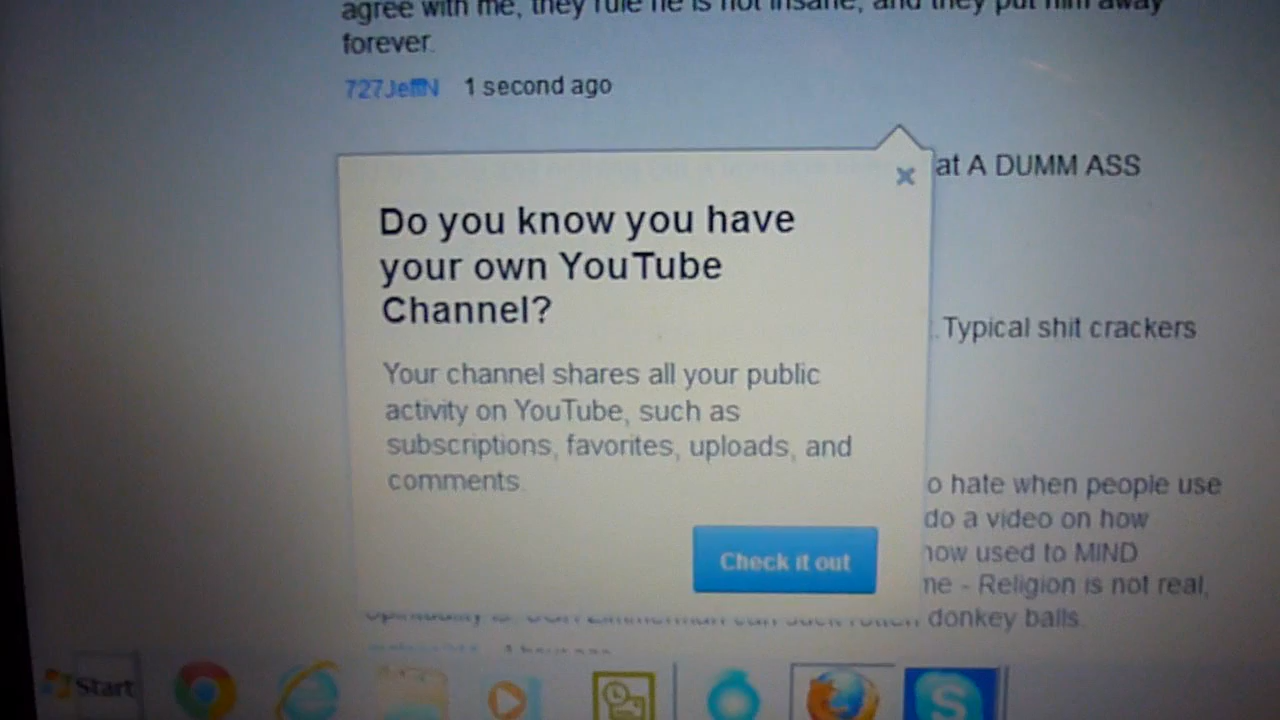 agree with me, they rule he is not insane, and they put him away
forever.
727JeffN 1 second ago
at A DUMM ASS
Do you know you have
your own YouTube
Channel?
. Typical shit crackers
Your channel shares all your public
activity on YouTube, such as
subscriptions, favorites, uploads, and
comments.
o hate when people use
do a video on how
now used to MIND
Check it out
ne - Religion is not real,
donkey balls.
Start
S